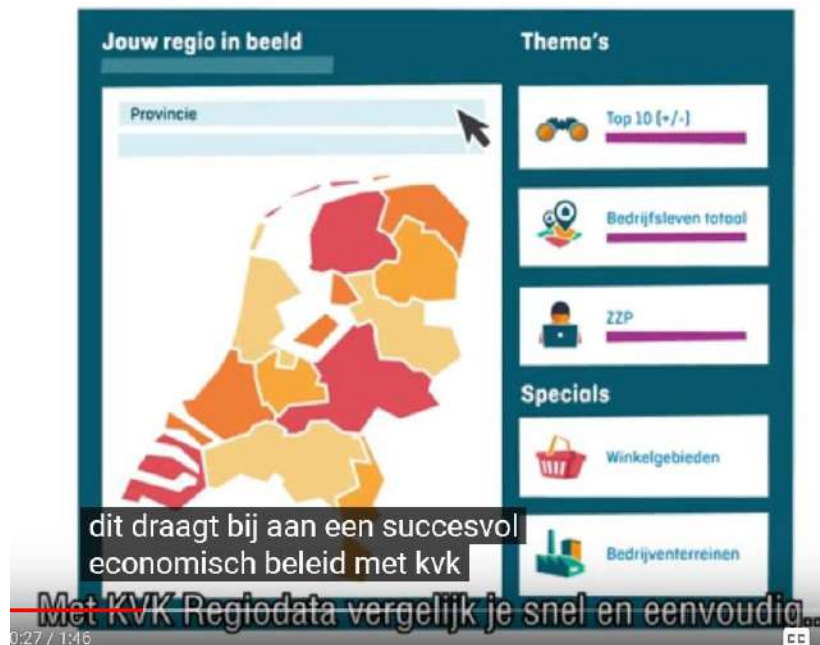 Jouw regio in beeld
Provincie
Thema's
Top 10 (+/-)
Bedrijfsleven totaal
ZZP
Specials
Winkelgebieden
Bedrijventerreinen
dit draagt bij aan een succesvol
economisch beleid met kvk
Met KVK Regiodata vergelijk je snel en eenvoudig...
0:27 / 1:46
CC